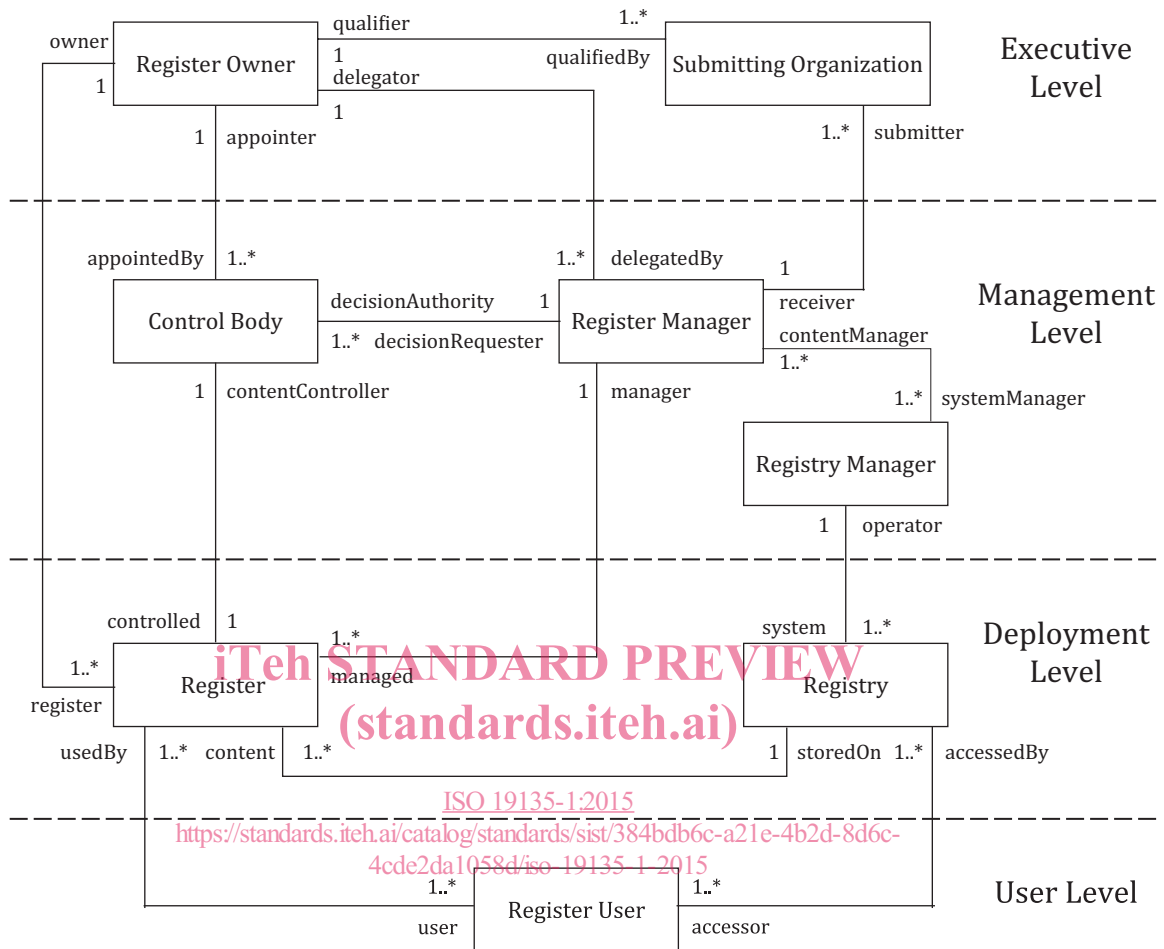 qualifier
1..*
owner
Register Owner
1
qualifiedBy
Submitting Organization
Executive
Level
1
delegator
1
1
appointer
1..*
submitter
appointedBy
1..*
1..*
delegatedBy
1
receiver
Management
Level
Control Body
decisionAuthority
1
1..*
decisionRequester
Register Manager
contentManager
1..*
1
contentController
1
manager
1..*
systemManager
Registry Manager
1
operator
controlled
1
1..*
managed
system
1..*
Deployment
Level
1..*
register
Register
Registry
iTeh STANDARD PREVIEW
(standards.iteh.ai)
usedBy
1..*
content
1..*
1
storedOn
1..*
accessedBy
ISO 19135-1:2015
https://standards.iteh.ai/catalog/standards/sist/384bdb6c-a21e-4b2d-8d6c-
4cde2da1058d/iso-19135-1-2015
1..*
user
Register User
1..*
accessor
User Level